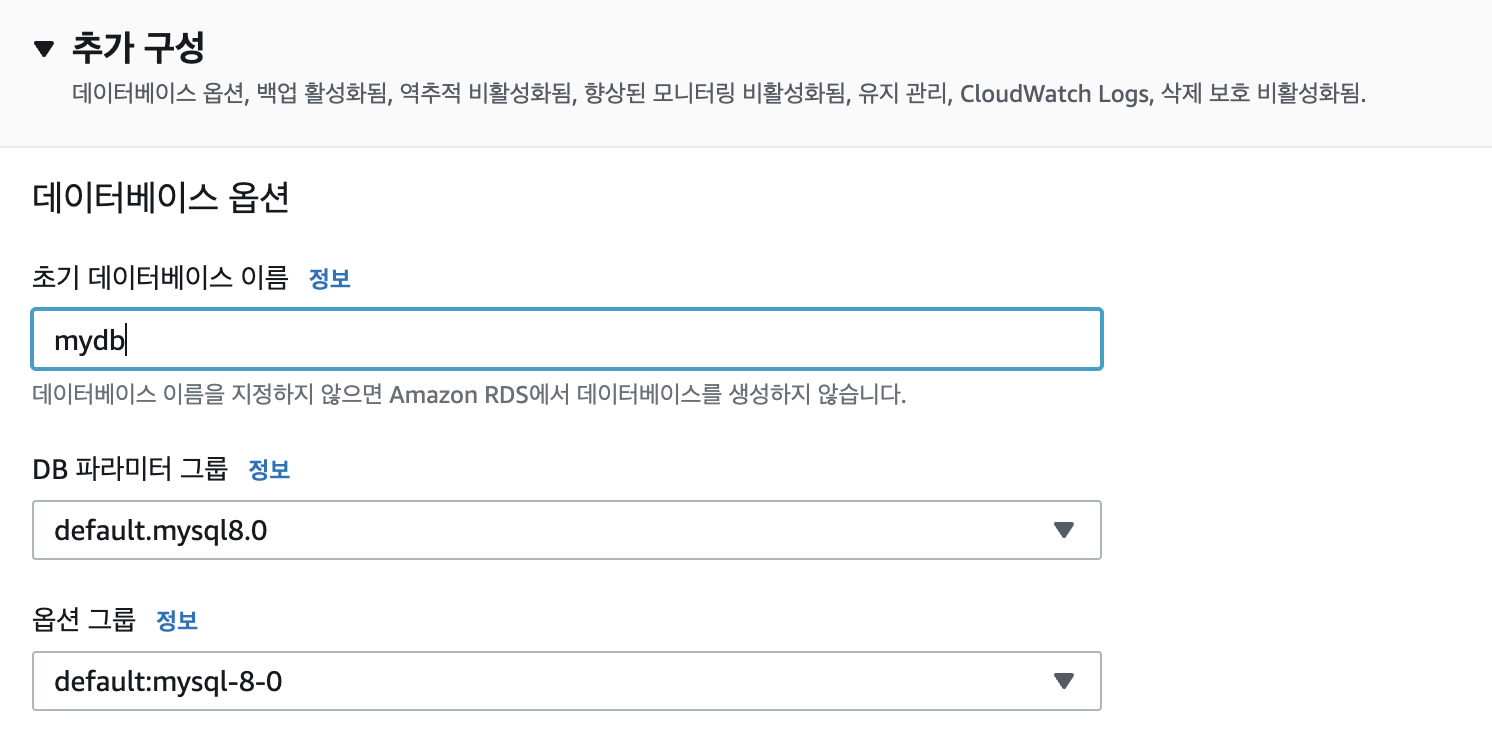 추가 구성
데이터베이스 옵션, 백업 활성화됨, 역추적 비활성화됨, 향상된 모니터링 비활성화됨, 유지 관리, CloudWatch Logs, 삭제 보호 비활성화됨.
데이터베이스 옵션
초기 데이터베이스 이름 정보
mydb
데이터베이스 이름을 지정하지 않으면 Amazon RDS에서 데이터베이스를 생성하지 않습니다.
DB 파라미터 그룹 정보
default.mysql8.0
옵션 그룹 정보
default:mysql-8-0